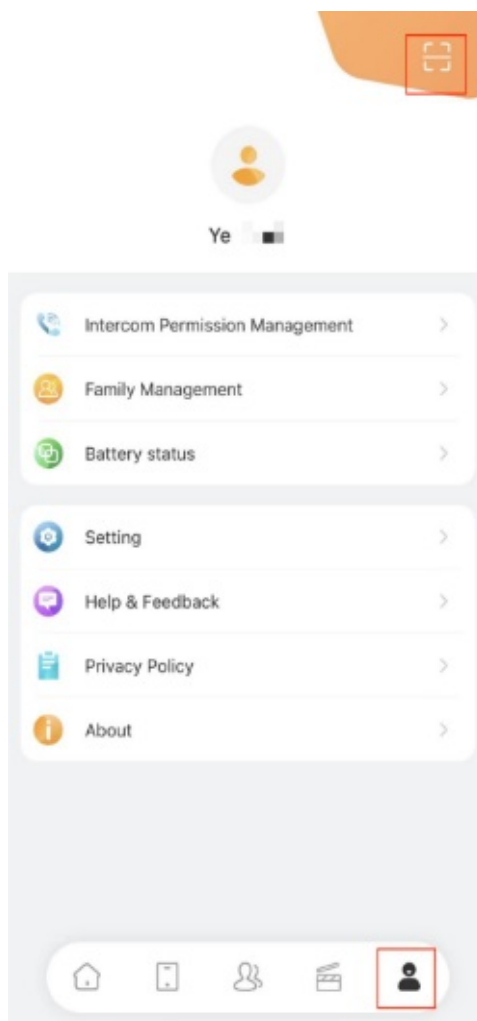 Ye
Intercom Permission Management
Family Management
Battery status
Setting
Help & Feedback
Privacy Policy
About